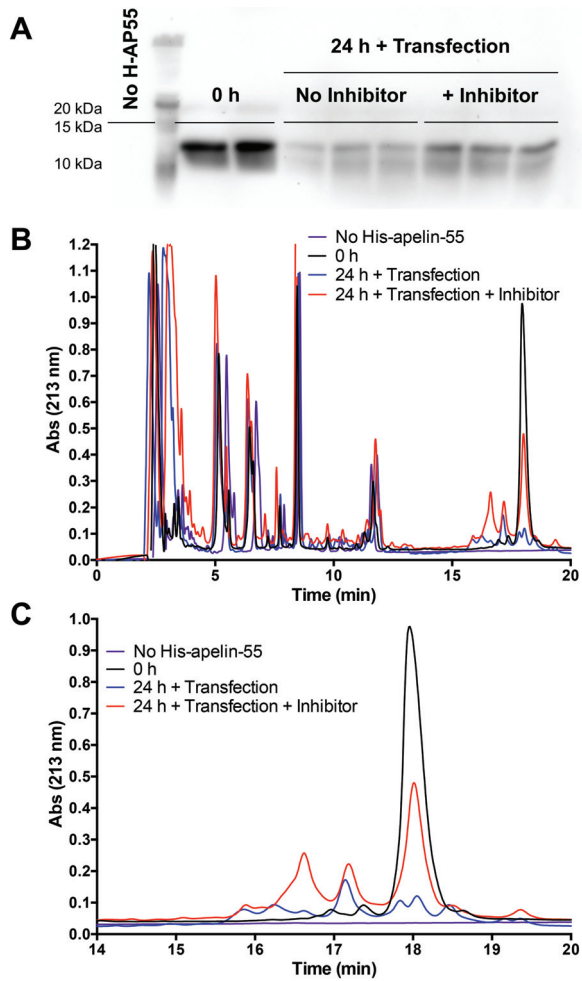 A
No H-AP55
24 h + Transfection
0 h
No Inhibitor
+ Inhibitor
20 kDa
15 kDa
10 kDa
B
No His-apelin-55
0 h
24 h + Transfection
24 h + Transfection + Inhibitor
Abs (213 nm)
1.2
1.1
1.0
0.9
0.8
0.7
0.6
0.5
0.4
0.3
0.2
0.1
0.0
0 5 10 15 20
Time (min)
C
No His-apelin-55
0 h
24 h + Transfection
24 h + Transfection + Inhibitor
Abs (213 nm)
1.0
0.9
0.8
0.7
0.6
0.5
0.4
0.3
0.2
0.1
0.0
14 15 16 17 18 19 20
Time (min)